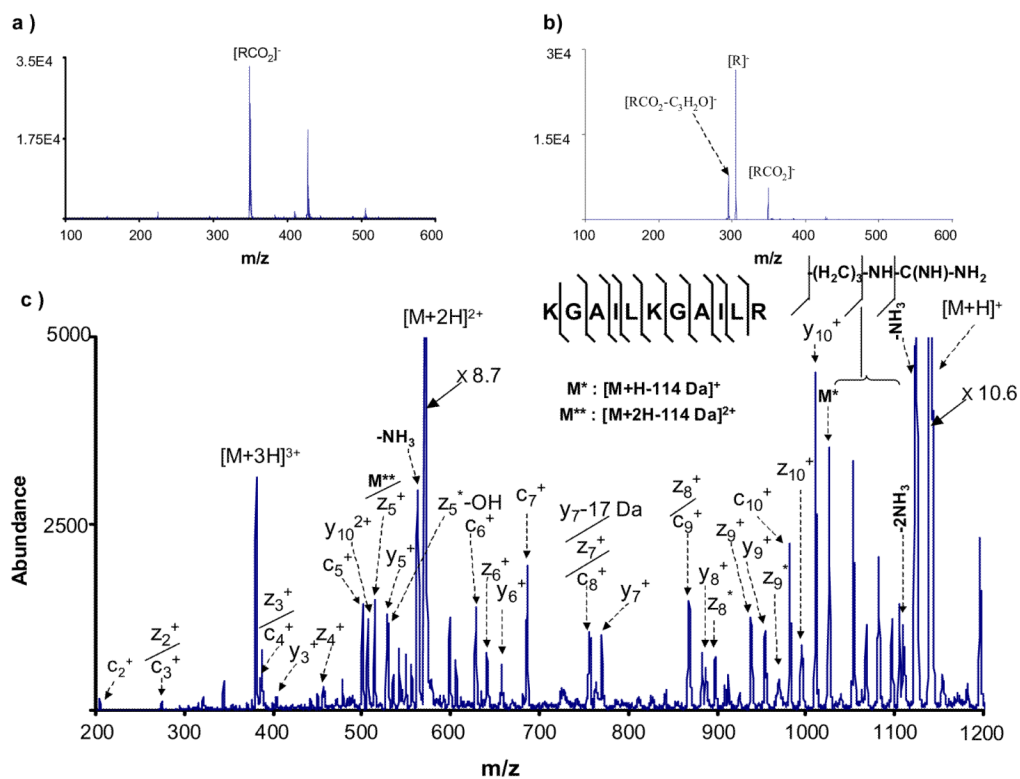 a )
[RCO₂]⁻
3.5E4
1.75E4
100 200 300 400 500 600
m/z
b)
3E4
[R]⁻
[RCO₂-C₃H₂O]⁻
1.5E4
[RCO₂]⁻
100 200 300 400 500 600
m/z
c )
-(H₂C)₃-NH-C(NH)-NH₂
KGAILKGAILR
M* : [M+H-114 Da]⁺
M** : [M+2H-114 Da]²⁺
5000
2500
Abundance
c₂⁺
z₂⁺
c₃⁺
[M+3H]³⁺
z₃⁺
c₄⁺
y₃⁺
z₄⁺
c₅⁺
y₁₀²⁺
M**
z₅⁺
y₅⁺
z₅*-OH
-NH₃
[M+2H]²⁺
x 8.7
c₆⁺
z₆⁺
y₆⁺
c₇⁺
y₇-17 Da
z₇⁺
c₈⁺
y₇⁺
z₈⁺
c₉⁺
y₈⁺
z₈*
z₉⁺
y₉⁺
z₉*
c₁₀⁺
z₁₀⁺
y₁₀⁺
M*
-2NH₃
-NH₃
[M+H]⁺
x 10.6
200 300 400 500 600 700 800 900 1000 1100 1200
m/z